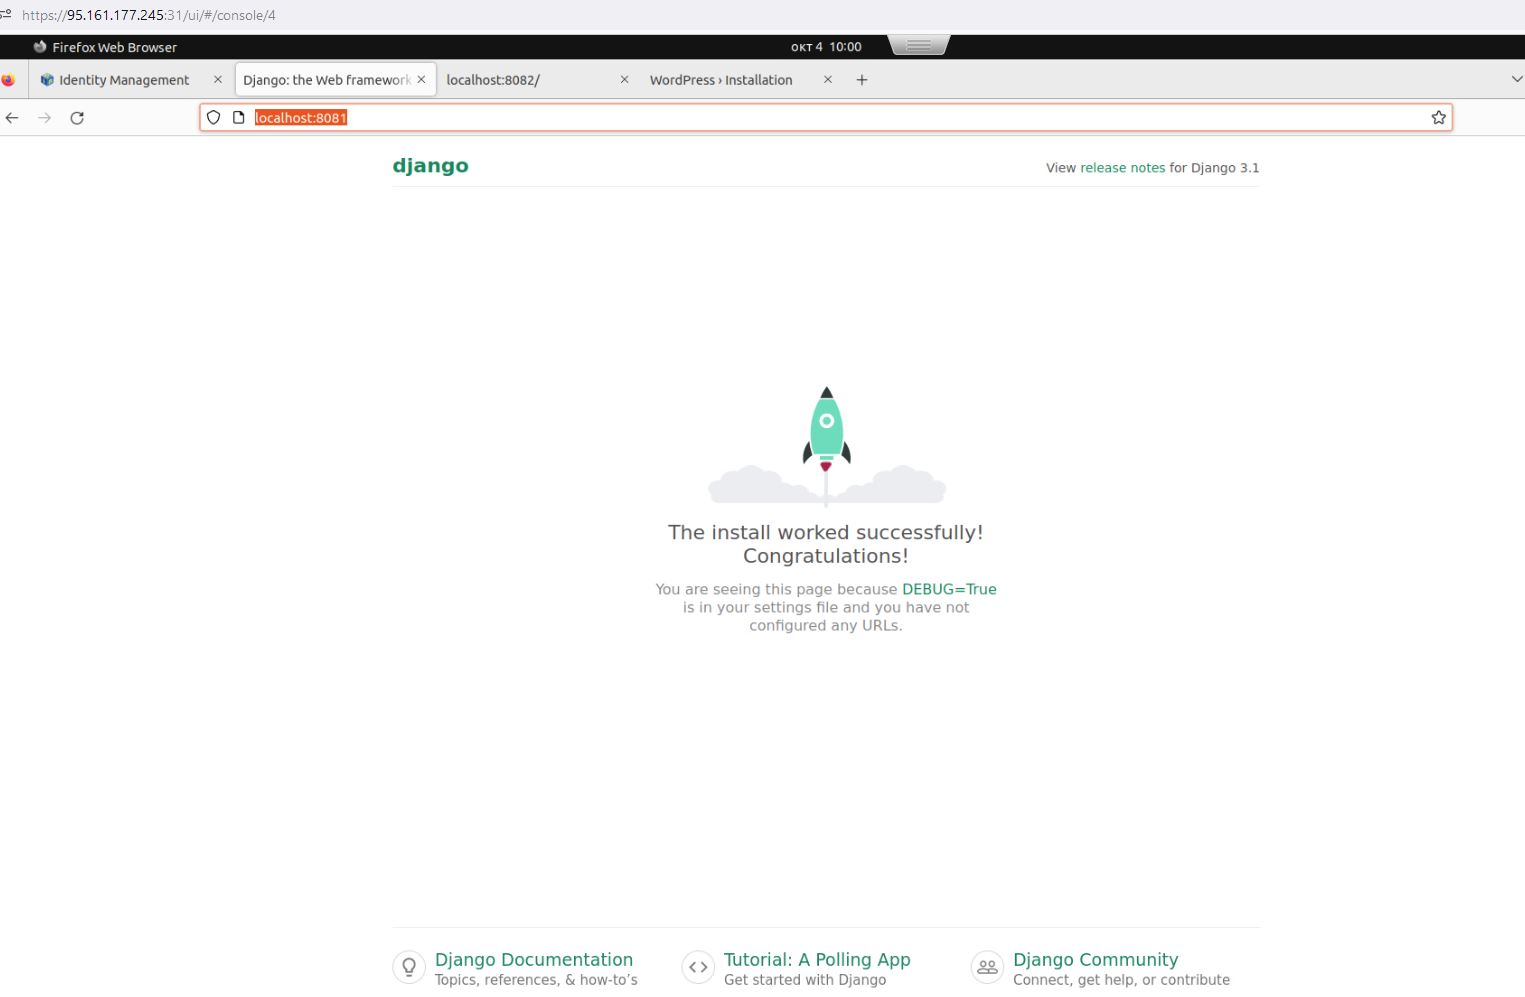 https://95.161.177.245:31/ui/#/console/4
Firefox Web Browser
окт 4 10:00
Identity Management
Django: the Web framework
localhost:8082/
WordPress › Installation
localhost:8081
django
View release notes for Django 3.1
The install worked successfully!
Congratulations!
You are seeing this page because DEBUG=True
is in your settings file and you have not
configured any URLs.
Django Documentation
Topics, references, & how-to’s
Tutorial: A Polling App
Get started with Django
Django Community
Connect, get help, or contribute